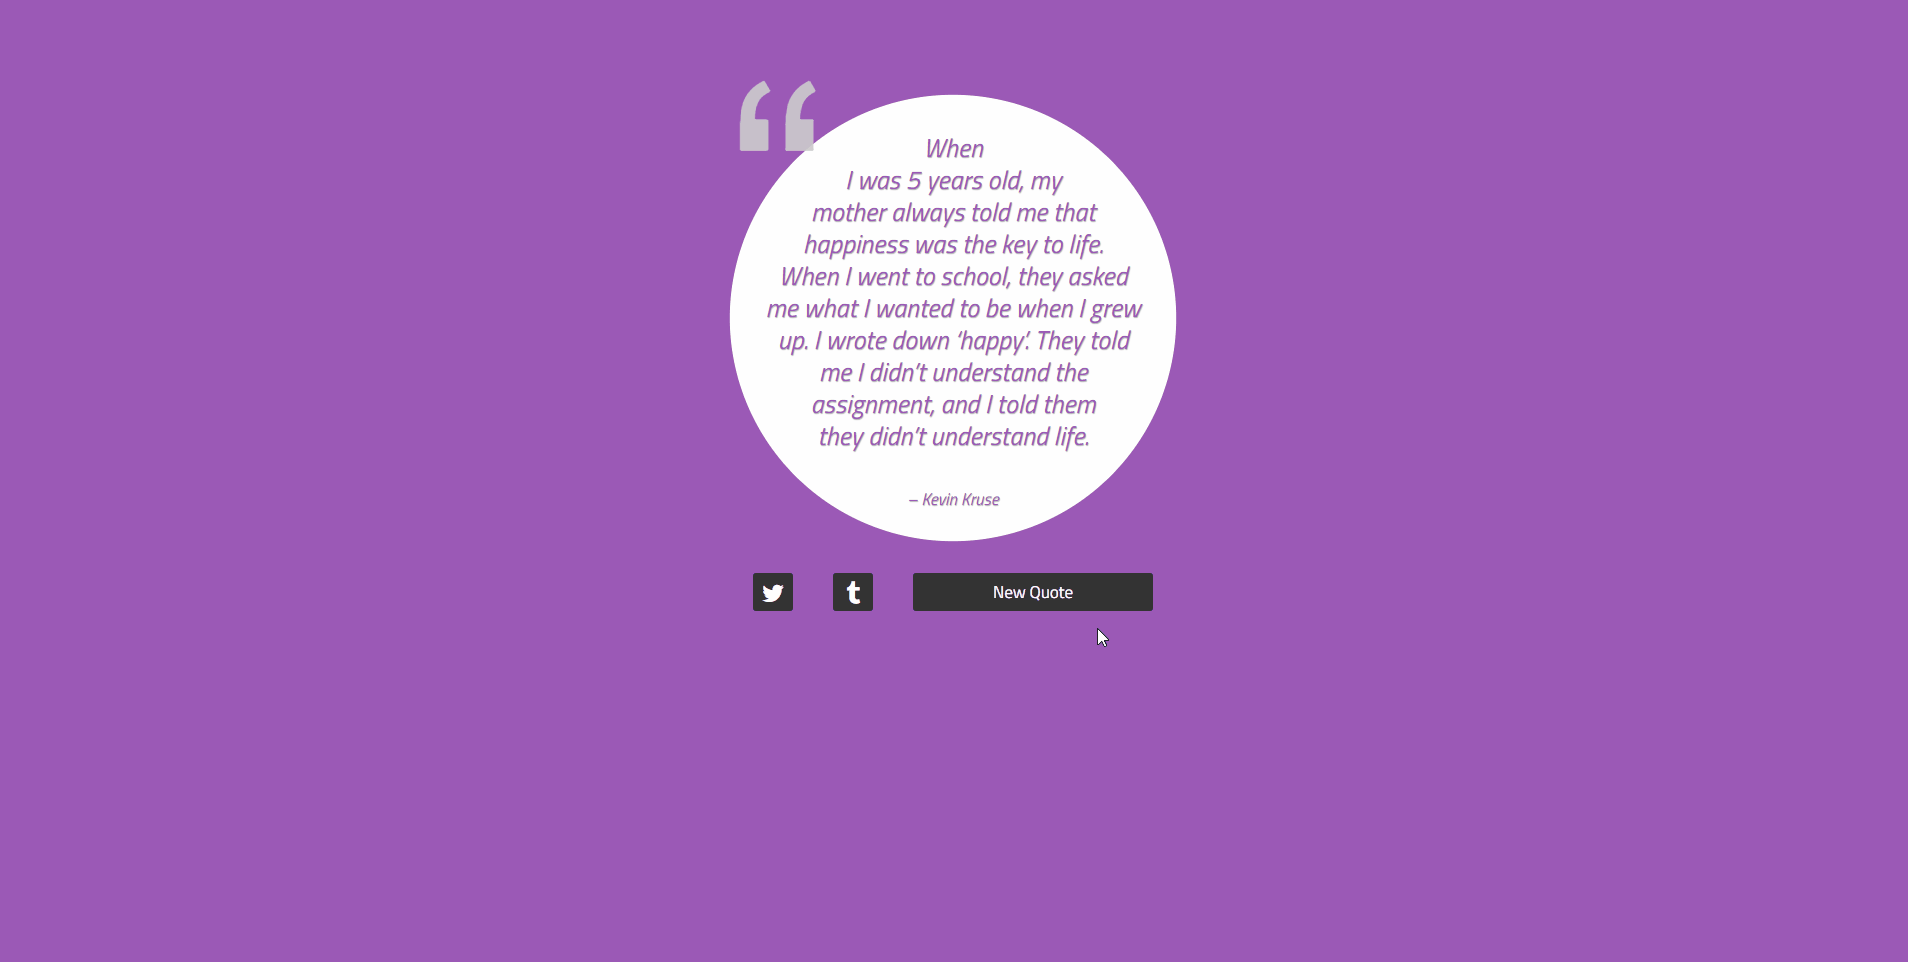 “
When
I was 5 years old, my
mother always told me that
happiness was the key to life.
When I went to school, they asked
me what I wanted to be when I grew
up. I wrote down ‘happy’. They told
me I didn’t understand the
assignment, and I told them
they didn’t understand life.
– Kevin Kruse
New Quote